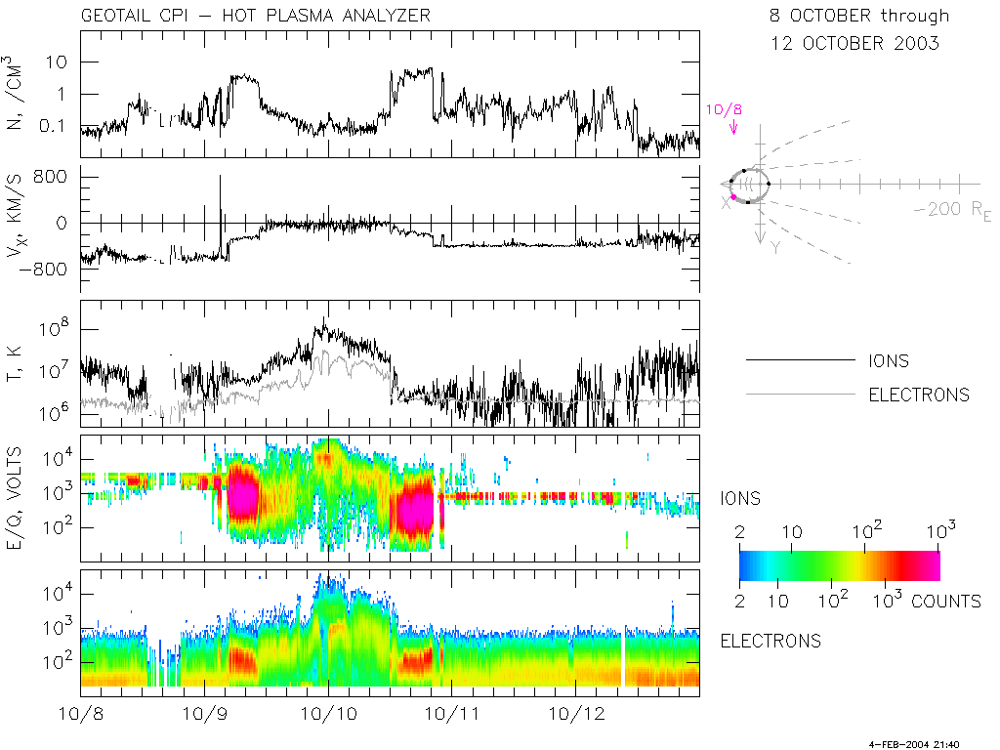 GEOTAIL CPI – HOT PLASMA ANALYZER
8 OCTOBER through
12 OCTOBER 2003
N, /CM³
10
1
0.1
10/8
X
Y
−200 R_E
V_X, KM/S
800
0
−800
T, K
10⁸
10⁷
10⁶
IONS
ELECTRONS
E/Q, VOLTS
10⁴
10³
10²
10⁴
10³
10²
IONS
2 10 10² 10³
2 10 10² 10³ COUNTS
ELECTRONS
10/8 10/9 10/10 10/11 10/12
4-FEB-2004 21:40